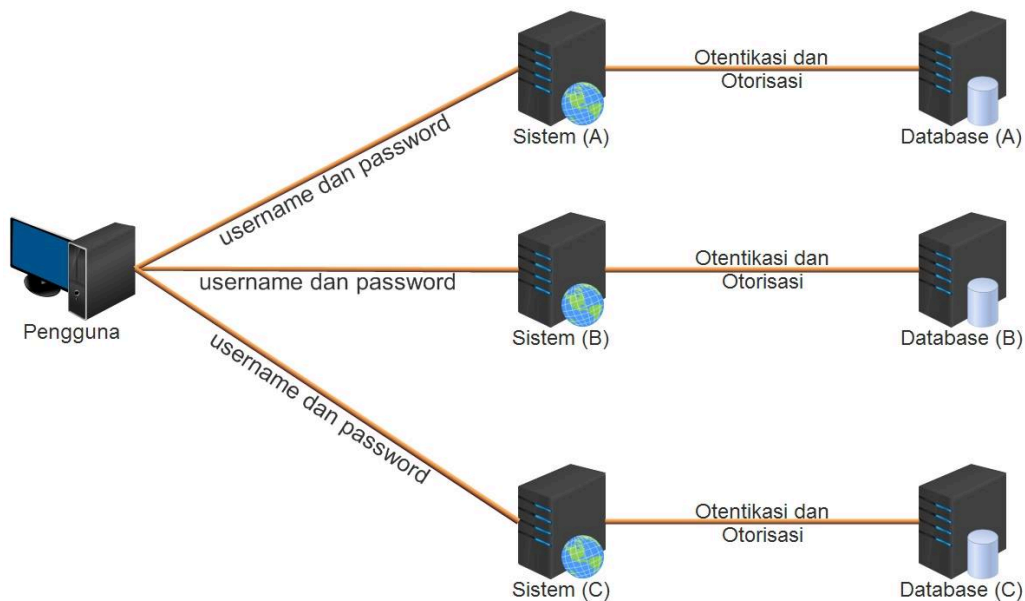 Otentikasi dan
Otorisasi
Sistem (A)
Database (A)
username dan password
Otentikasi dan
Otorisasi
username dan password
Pengguna
Sistem (B)
Database (B)
username dan password
Otentikasi dan
Otorisasi
Sistem (C)
Database (C)